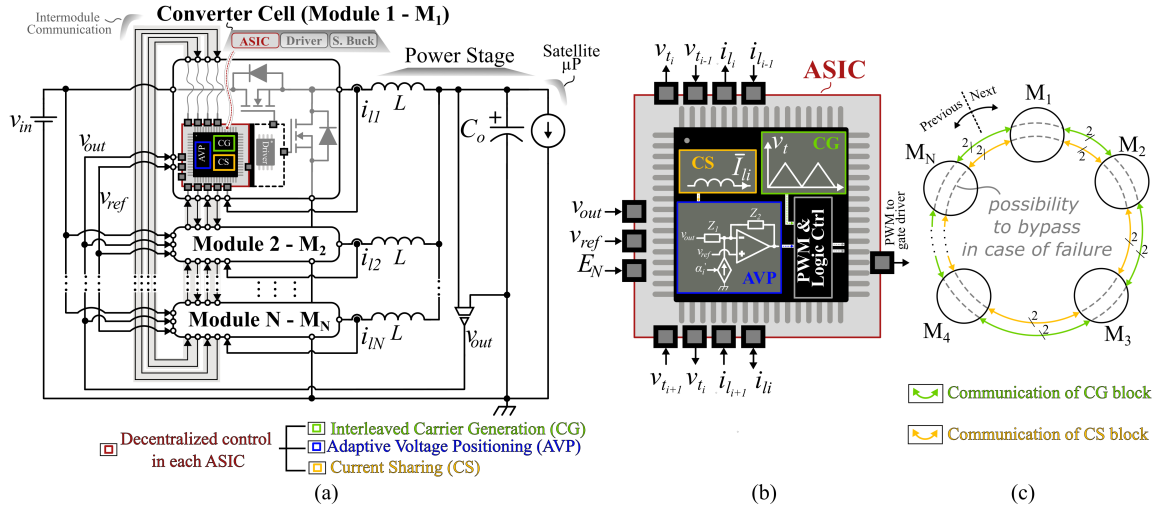 Intermodule
Communication
Converter Cell (Module 1 - M1)
ASIC Driver S. Buck
Power Stage
Satellite
µP
vin
vout
vref
AVP
CG
CS
Driver
il1
L
Co
+
Module 2 - M2
il2
L
Module N - MN
ilN
L
vout
Decentralized control
in each ASIC
Interleaved Carrier Generation (CG)
Adaptive Voltage Positioning (AVP)
Current Sharing (CS)
(a)
vti vti-1 ili ili-1
ASIC
CS
Ili
vt
CG
vout
vref
EN
Z1
Z2
vout
vref
αi'
AVP
PWM &
Logic Ctrl
PWM to
gate driver
vti+1 vti ili+1 ili
(b)
Previous Next
M1
M2
M3
M4
MN
2
2
2
2
2
2
2
2
possibility
to bypass
in case of failure
Communication of CG block
Communication of CS block
(c)